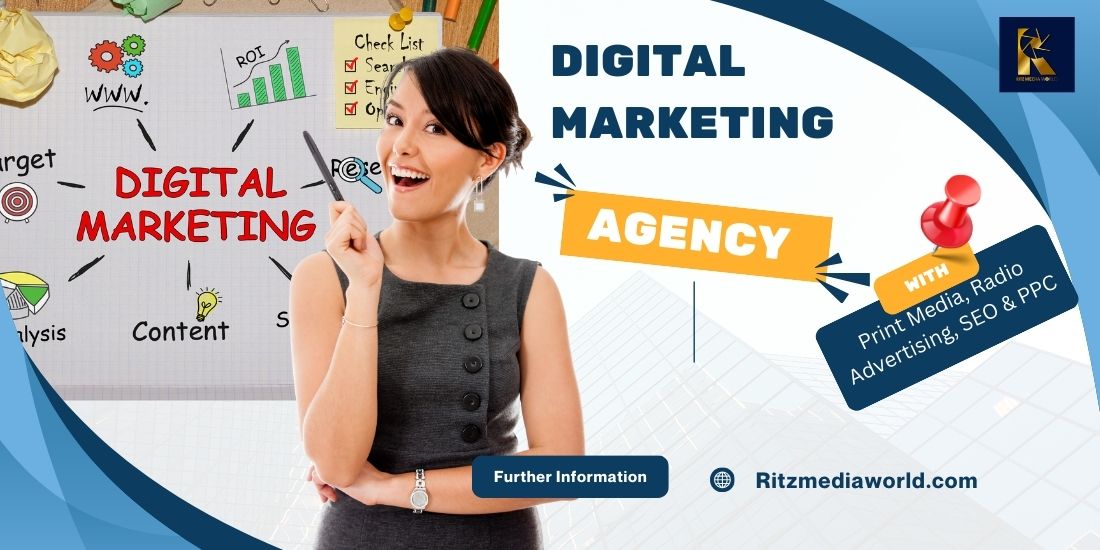 WWW.
ROI
Check List
DIGITAL
MARKETING
Content
DIGITAL
MARKETING
AGENCY
WITH
Print Media, Radio
Advertising, SEO & PPC
Further Information
Ritzmediaworld.com